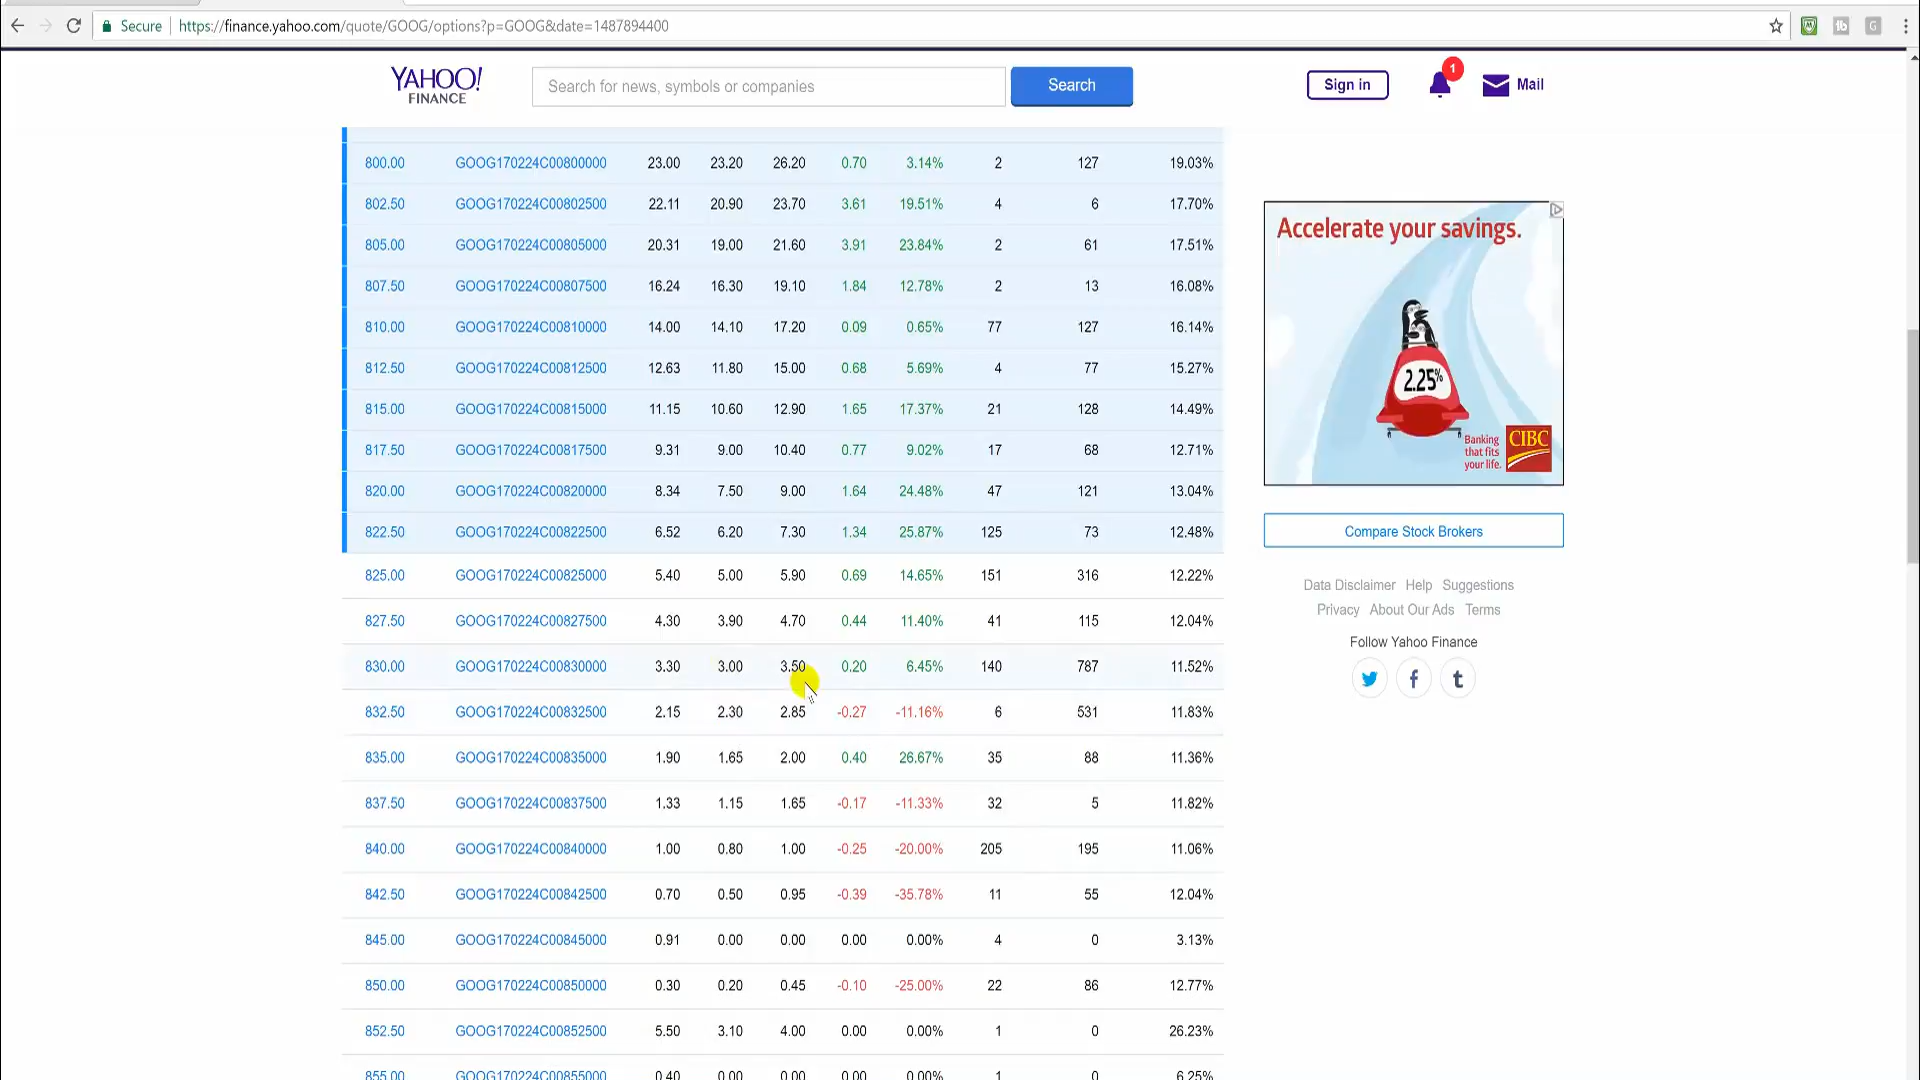 Secure https://finance.yahoo.com/quote/GOOG/options?p=GOOG&date=1487894400 tb G
YAHOO!
FINANCE
Search for news, symbols or companies
Search
Sign in
1
Mail
800.00 GOOG170224C00800000 23.00 23.20 26.20 0.70 3.14% 2 127 19.03%
802.50 GOOG170224C00802500 22.11 20.90 23.70 3.61 19.51% 4 6 17.70%
805.00 GOOG170224C00805000 20.31 19.00 21.60 3.91 23.84% 2 61 17.51%
807.50 GOOG170224C00807500 16.24 16.30 19.10 1.84 12.78% 2 13 16.08%
810.00 GOOG170224C00810000 14.00 14.10 17.20 0.09 0.65% 77 127 16.14%
812.50 GOOG170224C00812500 12.63 11.80 15.00 0.68 5.69% 4 77 15.27%
815.00 GOOG170224C00815000 11.15 10.60 12.90 1.65 17.37% 21 128 14.49%
817.50 GOOG170224C00817500 9.31 9.00 10.40 0.77 9.02% 17 68 12.71%
820.00 GOOG170224C00820000 8.34 7.50 9.00 1.64 24.48% 47 121 13.04%
822.50 GOOG170224C00822500 6.52 6.20 7.30 1.34 25.87% 125 73 12.48%
825.00 GOOG170224C00825000 5.40 5.00 5.90 0.69 14.65% 151 316 12.22%
827.50 GOOG170224C00827500 4.30 3.90 4.70 0.44 11.40% 41 115 12.04%
830.00 GOOG170224C00830000 3.30 3.00 3.50 0.20 6.45% 140 787 11.52%
832.50 GOOG170224C00832500 2.15 2.30 2.85 -0.27 -11.16% 6 531 11.83%
835.00 GOOG170224C00835000 1.90 1.65 2.00 0.40 26.67% 35 88 11.36%
837.50 GOOG170224C00837500 1.33 1.15 1.65 -0.17 -11.33% 32 5 11.82%
840.00 GOOG170224C00840000 1.00 0.80 1.00 -0.25 -20.00% 205 195 11.06%
842.50 GOOG170224C00842500 0.70 0.50 0.95 -0.39 -35.78% 11 55 12.04%
845.00 GOOG170224C00845000 0.91 0.00 0.00 0.00 0.00% 4 0 3.13%
850.00 GOOG170224C00850000 0.30 0.20 0.45 -0.10 -25.00% 22 86 12.77%
852.50 GOOG170224C00852500 5.50 3.10 4.00 0.00 0.00% 1 0 26.23%
855.00 GOOG170224C00855000 0.40 0.00 0.00 0.00 0.00% 1 0 6.25%
Accelerate your savings.
2.25%
Banking
that fits
your life.
CIBC
Compare Stock Brokers
Data Disclaimer Help Suggestions
Privacy About Our Ads Terms
Follow Yahoo Finance